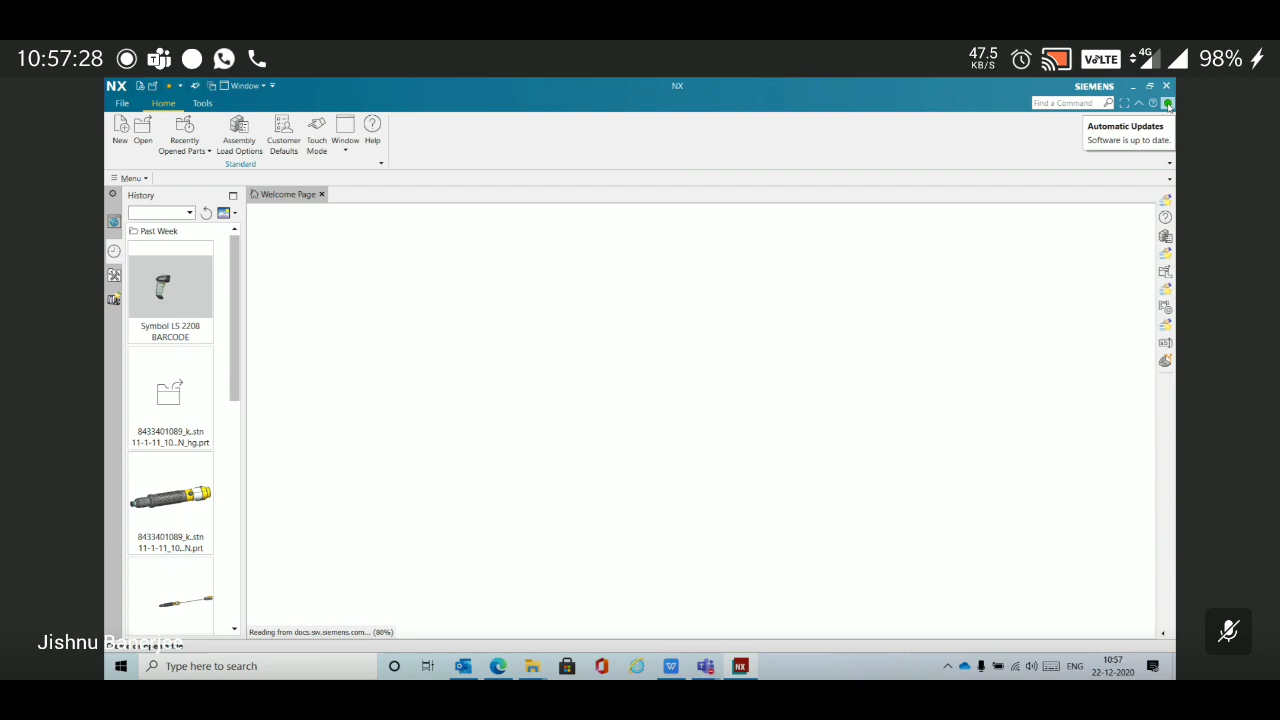 10:57:28
47.5
KB/S
VoLTE
4G
98%
NX
Window
NX
SIEMENS
File
Home
Tools
Find a Command
New
Open
Recently
Opened Parts
Assembly
Load Options
Customer
Defaults
Touch
Mode
Window
Help
Standard
Automatic Updates
Software is up to date.
Menu
History
Welcome Page
Past Week
Symbol LS 2208
BARCODE
8433401089_k..stn
11-1-11_10...N_hg.prt
8433401089_k..stn
11-1-11_10...N.prt
Reading from docs.sw.siemens.com... (80%)
Jishnu Banerjee
Type here to search
NX
ENG
10:57
22-12-2020